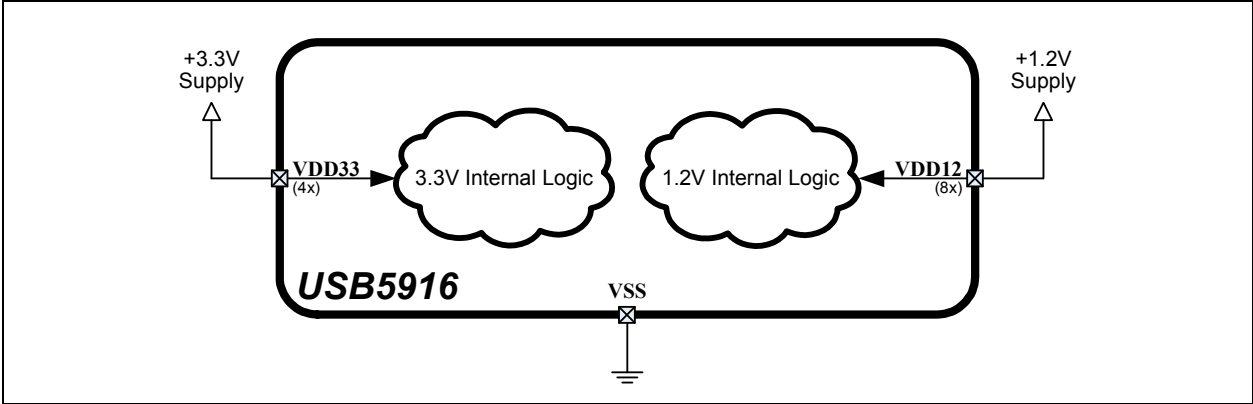 +3.3V
Supply
+1.2V
Supply
VDD33
(4x)
3.3V Internal Logic
1.2V Internal Logic
VDD12
(8x)
USB5916
VSS